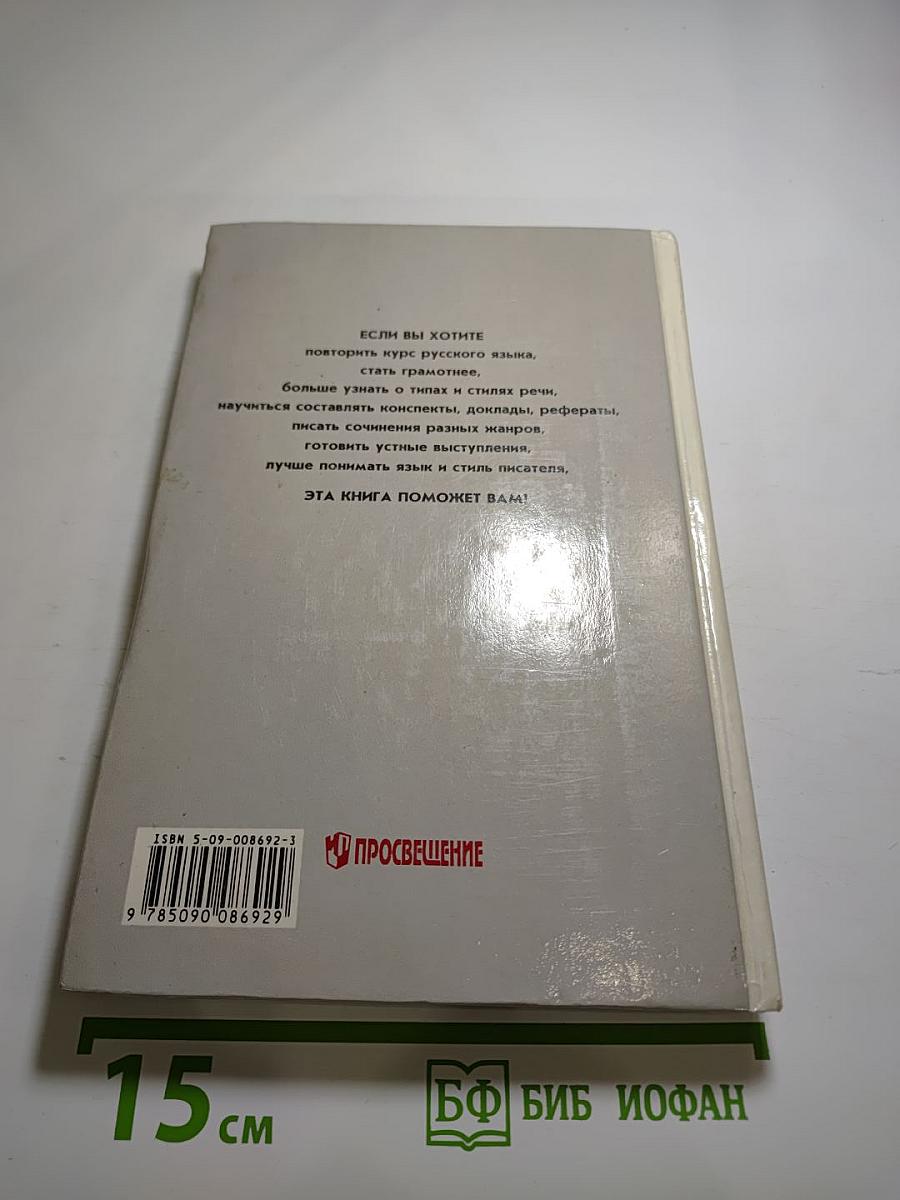 ЕСЛИ ВЫ ХОТИТЕ
повторить курс русского языка,
стать грамотнее,
больше узнать о типах и стилях речи,
научиться составлять конспекты, доклады, рефераты,
писать сочинения разных жанров,
готовить устные выступления,
лучше понимать язык и стиль писателя,
ЭТА КНИГА ПОМОЖЕТ ВАМ!
ISBN 5-09-008692-3
9 785090 086929
ПРОСВЕЩЕНИЕ
15 см
БФ БИБ ИОФАН